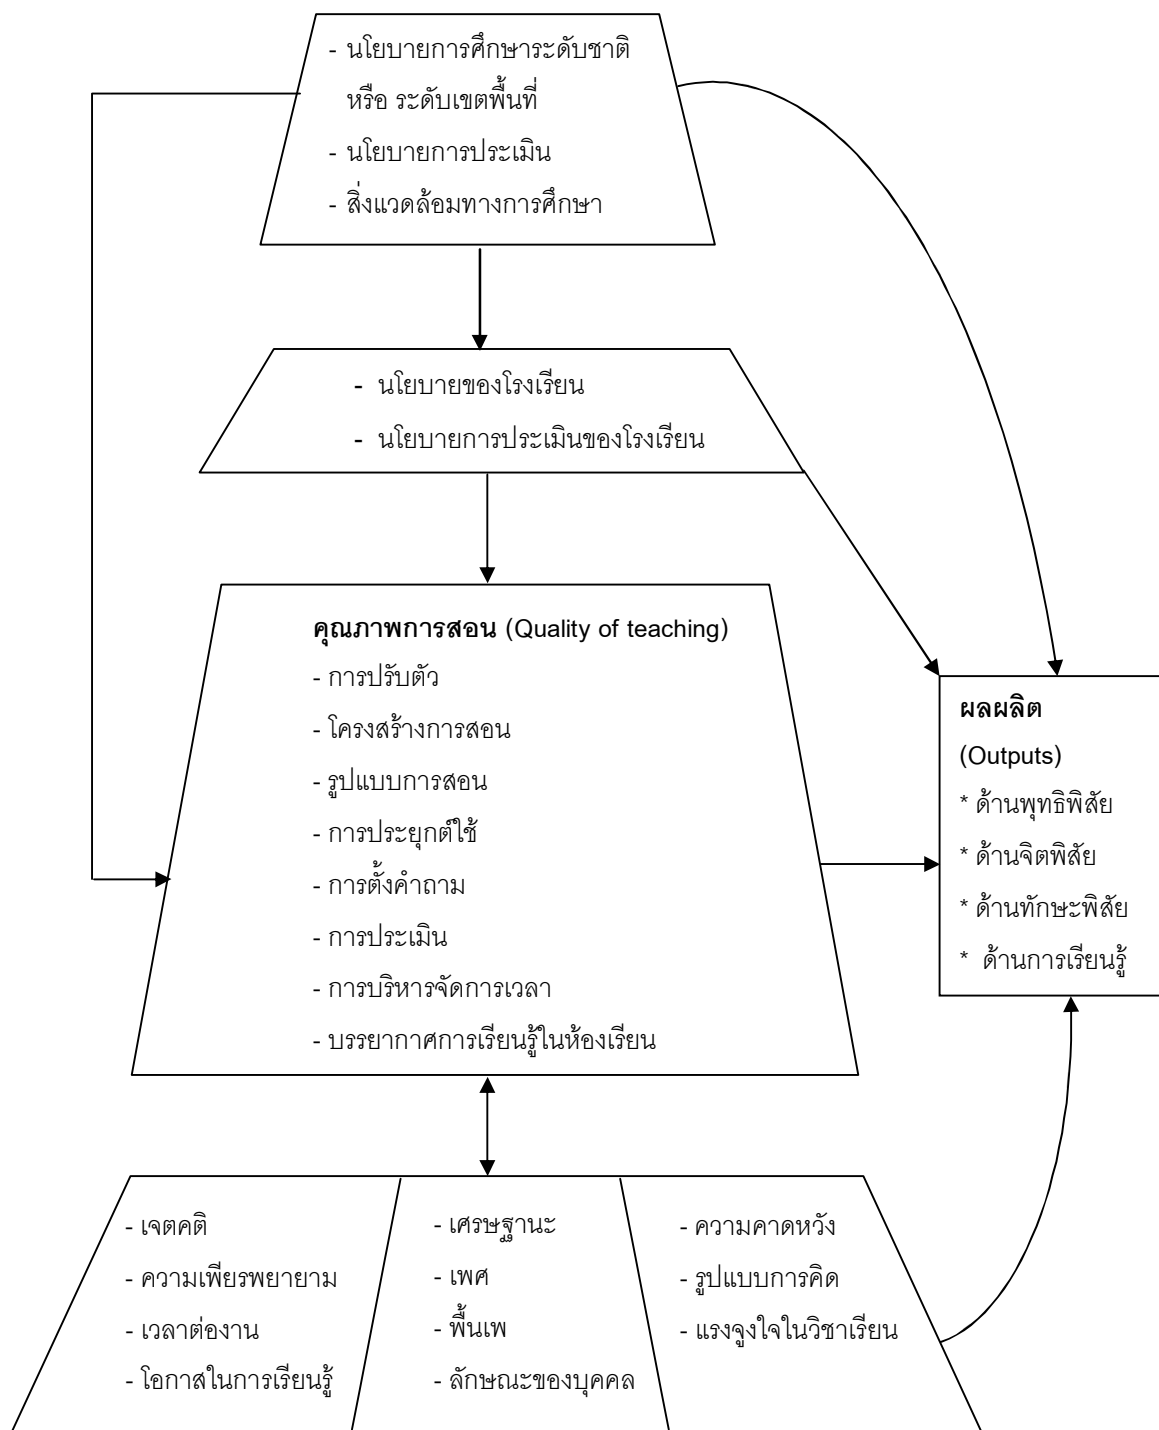 - นโยบายการศึกษาระดับชาติ
หรือ ระดับเขตพื้นที่
- นโยบายการประเมิน
- สิ่งแวดล้อมทางการศึกษา
- นโยบายของโรงเรียน
- นโยบายการประเมินของโรงเรียน
คุณภาพการสอน (Quality of teaching)
- การปรับตัว
- โครงสร้างการสอน
- รูปแบบการสอน
- การประยุกต์ใช้
- การตั้งคำถาม
- การประเมิน
- การบริหารจัดการเวลา
- บรรยากาศการเรียนรู้ในห้องเรียน
ผลผลิต
(Outputs)
* ด้านพุทธิพิสัย
* ด้านจิตพิสัย
* ด้านทักษะพิสัย
* ด้านการเรียนรู้
- เจตคติ
- ความเพียรพยายาม
- เวลาต่องาน
- โอกาสในการเรียนรู้
- เศรษฐานะ
- เพศ
- พื้นเพ
- ลักษณะของบุคคล
- ความคาดหวัง
- รูปแบบการคิด
- แรงจูงใจในวิชาเรียน